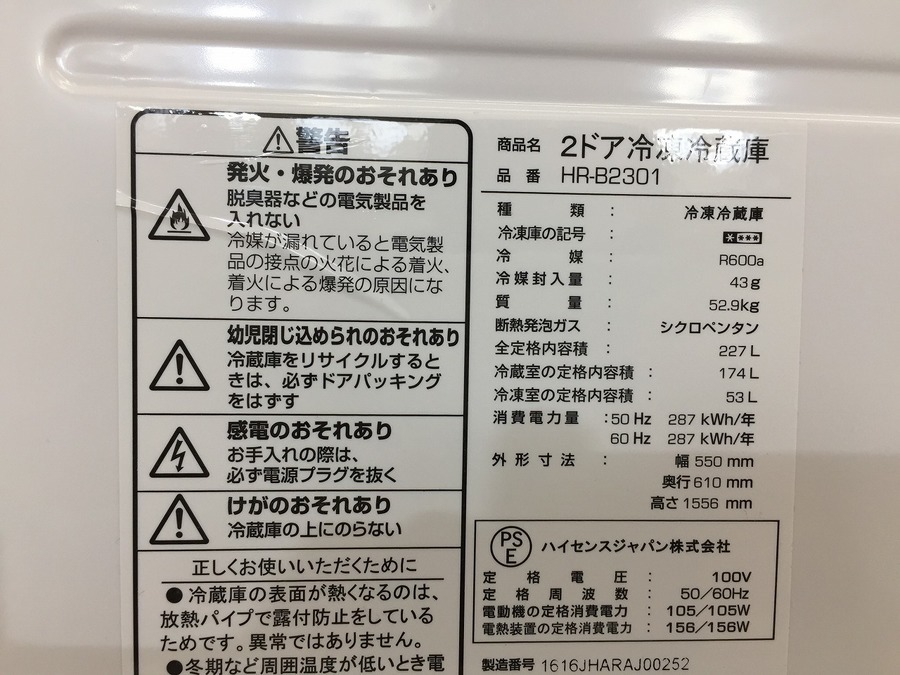 警告
発火・爆発のおそれあり
脱臭器などの電気製品を
入れない
冷媒が漏れていると電気製
品の接点の火花による着火、
着火による爆発の原因にな
ります。
幼児閉じ込められのおそれあり
冷蔵庫をリサイクルすると
きは、必ずドアパッキング
をはずす
感電のおそれあり
お手入れの際は、
必ず電源プラグを抜く
けがのおそれあり
冷蔵庫の上にのらない
正しくお使いいただくために
●冷蔵庫の表面が熱くなるのは、
放熱パイプで露付防止をしている
ためです。異常ではありません。
●冬期など周囲温度が低いとき電
商品名 2ドア冷凍冷蔵庫
品番 HR-B2301
種類 : 冷凍冷蔵庫
冷凍庫の記号 : ****
冷媒 : R600a
冷媒封入量 : 43g
質量 : 52.9kg
断熱発泡ガス : シクロペンタン
全定格内容積 : 227L
冷蔵室の定格内容積 : 174L
冷凍室の定格内容積 : 53L
消費電力量 : 50 Hz 287 kWh/年
60 Hz 287 kWh/年
外形寸法 : 幅 550 mm
奥行 610 mm
高さ 1556 mm
PSE ハイセンスジャパン株式会社
定格電圧 : 100V
定格周波数 : 50/60Hz
電動機の定格消費電力 : 105/105W
電熱装置の定格消費電力 : 156/156W
製造番号 1616JHARAJ00252